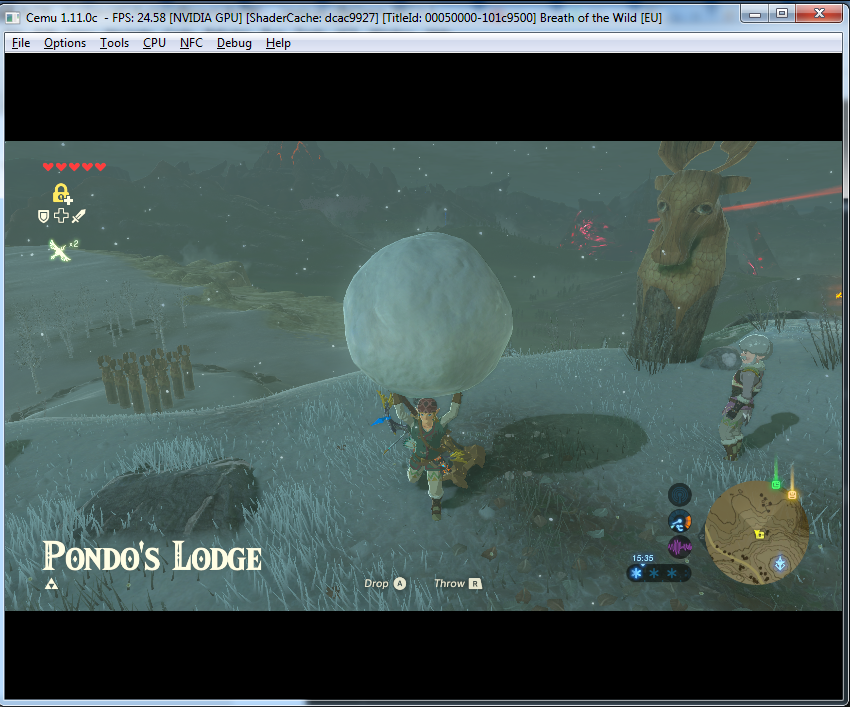 Cemu 1.11.0c - FPS: 24.58 [NVIDIA GPU] [ShaderCache: dcac9927] [TitleId: 00050000-101c9500] Breath of the Wild [EU]
File Options Tools CPU NFC Debug Help
×2
15:35
PONDO'S LODGE
Drop A Throw R